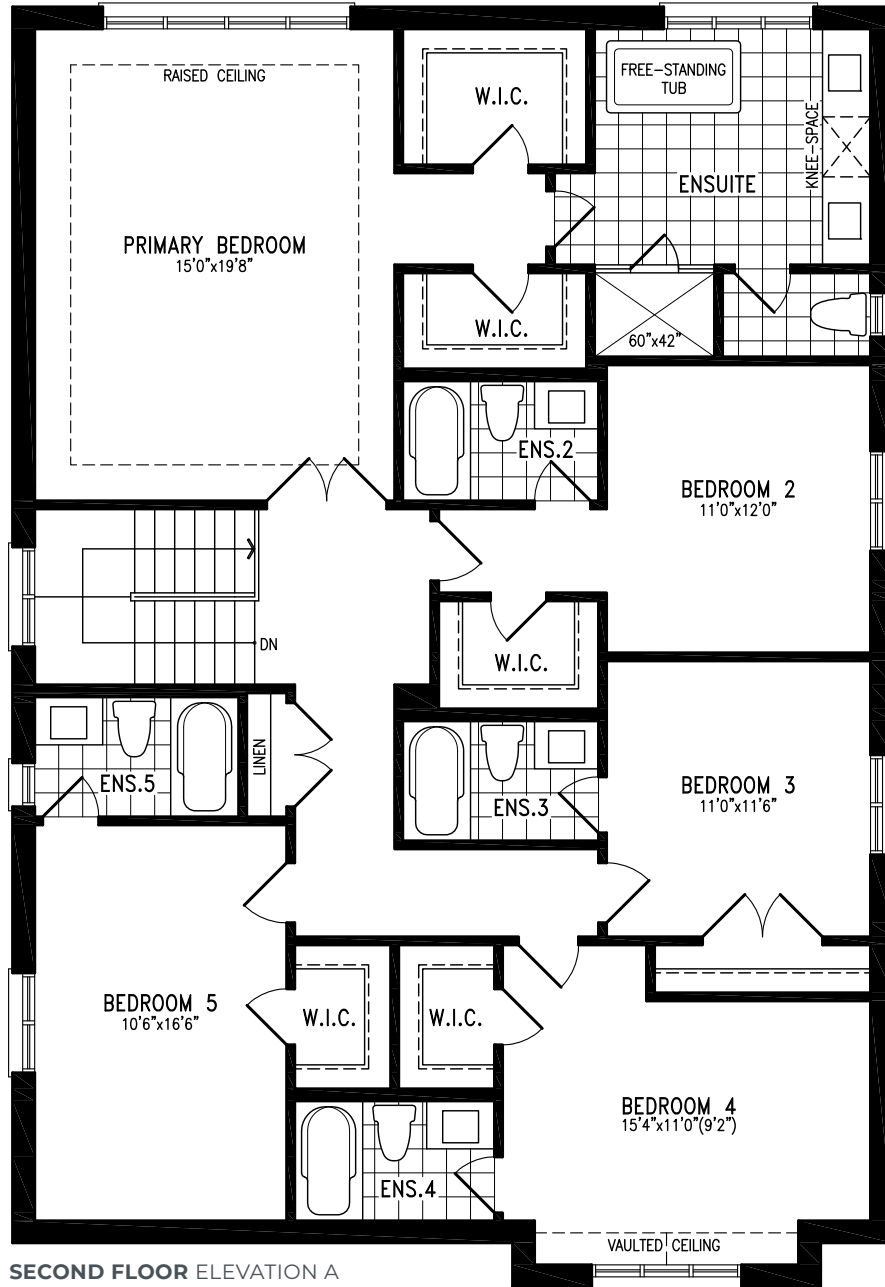 RAISED CEILING
W.I.C.
FREE-STANDING
TUB
KNEE-SPACE
ENSUITE
PRIMARY BEDROOM
15'0"x19'8"
W.I.C.
60"x42"
ENS.2
BEDROOM 2
11'0"x12'0"
DN
W.I.C.
LINEN
ENS.5
ENS.3
BEDROOM 3
11'0"x11'6"
BEDROOM 5
10'6"x16'6"
W.I.C.
W.I.C.
BEDROOM 4
15'4"x11'0"(9'2")
ENS.4
VAULTED CEILING
SECOND FLOOR ELEVATION A